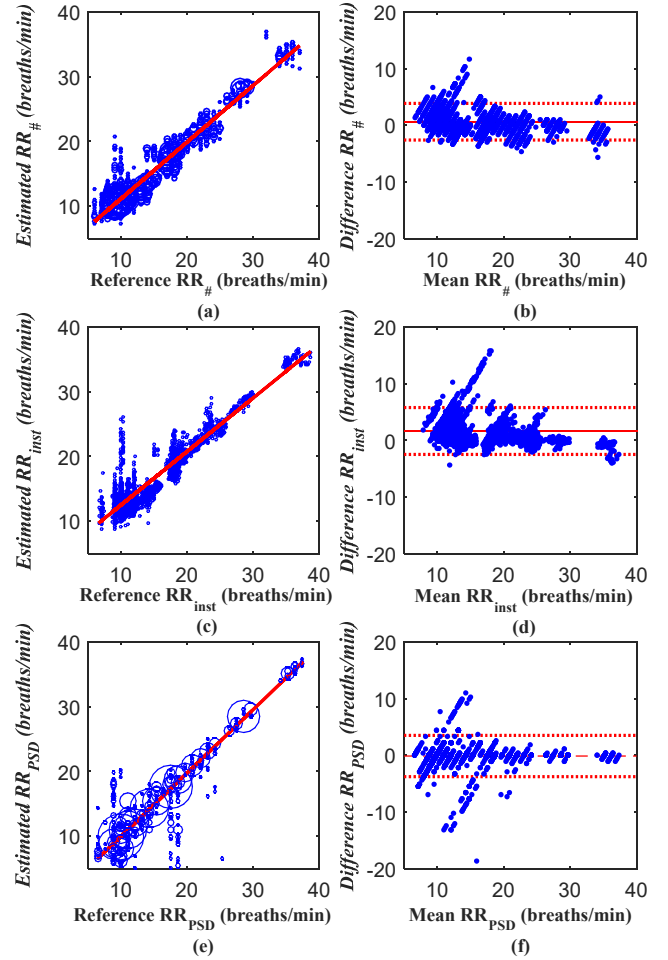 40
30
20
10
10 20 30 40
Estimated RR# (breaths/min)
Reference RR# (breaths/min)
(a)
20
10
0
-10
-20
10 20 30 40
Difference RR# (breaths/min)
Mean RR# (breaths/min)
(b)
40
30
20
10
10 20 30 40
Estimated RRinst (breaths/min)
Reference RRinst (breaths/min)
(c)
20
10
0
-10
-20
10 20 30 40
Difference RRinst (breaths/min)
Mean RRinst (breaths/min)
(d)
40
30
20
10
10 20 30 40
Estimated RRPSD (breaths/min)
Reference RRPSD (breaths/min)
(e)
20
10
0
-10
-20
10 20 30 40
Difference RRPSD (breaths/min)
Mean RRPSD (breaths/min)
(f)